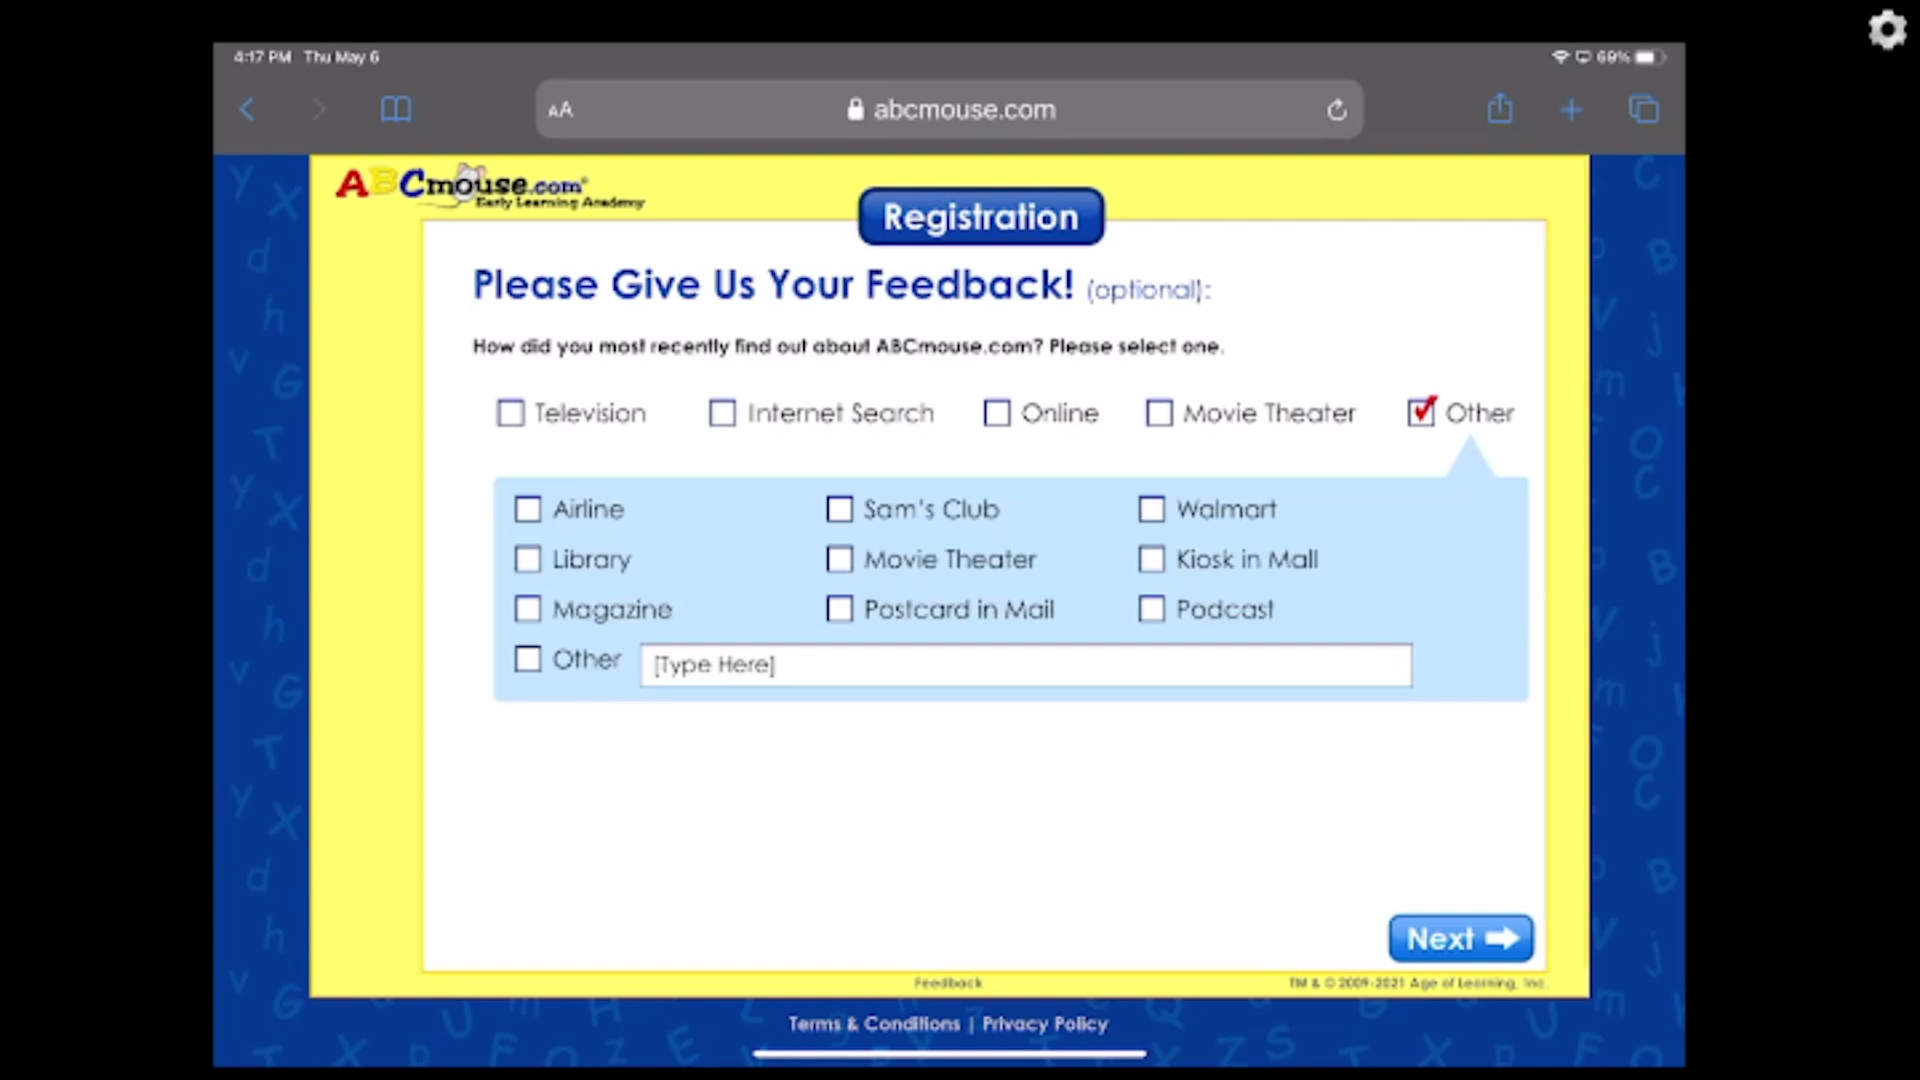 4:17 PM Thu May 6
69%
AA
abcmouse.com
ABCmouse.com®
Early Learning Academy
Registration
Please Give Us Your Feedback! (optional):
How did you most recently find out about ABCmouse.com? Please select one.
Television Internet Search Online Movie Theater Other
Airline Sam's Club Walmart
Library Movie Theater Kiosk in Mall
Magazine Postcard in Mail Podcast
Other [Type Here]
Next
Feedback TM & © 2009-2021 Age of Learning, Inc.
Terms & Conditions | Privacy Policy